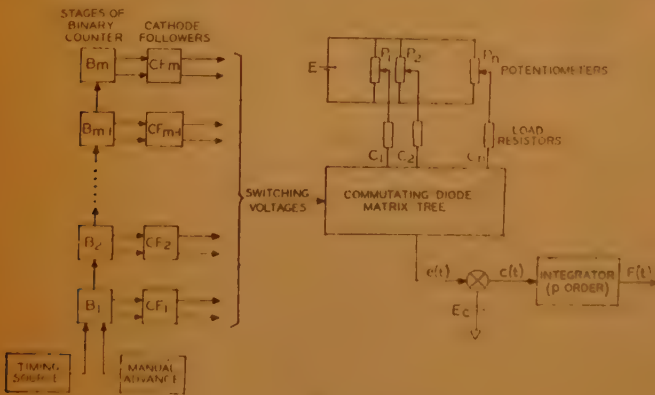 STAGES OF
BINARY
COUNTER
CATHODE
FOLLOWERS
Bm
CFm
Bm-1
CFm-1
B2
CF2
B1
CF1
TIMING
SOURCE
MANUAL
ADVANCE
SWITCHING
VOLTAGES
E
P1
P2
Pn
POTENTIOMETERS
LOAD
RESISTORS
C1
C2
Cn
COMMUTATING DIODE
MATRIX TREE
e(t)
Ec
c(t)
INTEGRATOR
(p ORDER)
F(t)